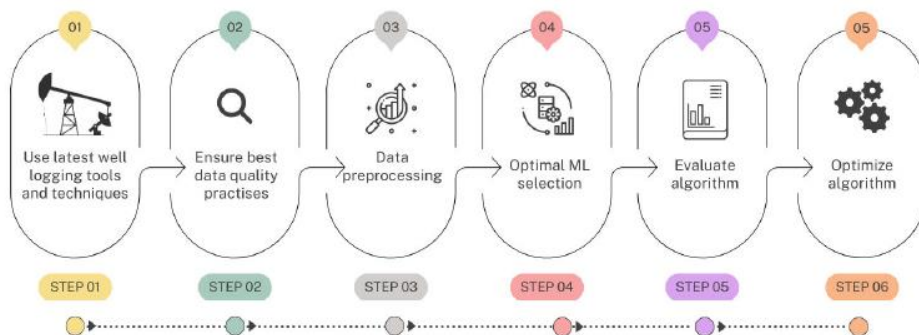 01
02
03
04
05
05
Use latest well
logging tools
and techniques
Ensure best
data quality
practises
Data
preprocessing
Optimal ML
selection
Evaluate
algorithm
Optimize
algorithm
STEP 01
STEP 02
STEP 03
STEP 04
STEP 05
STEP 06